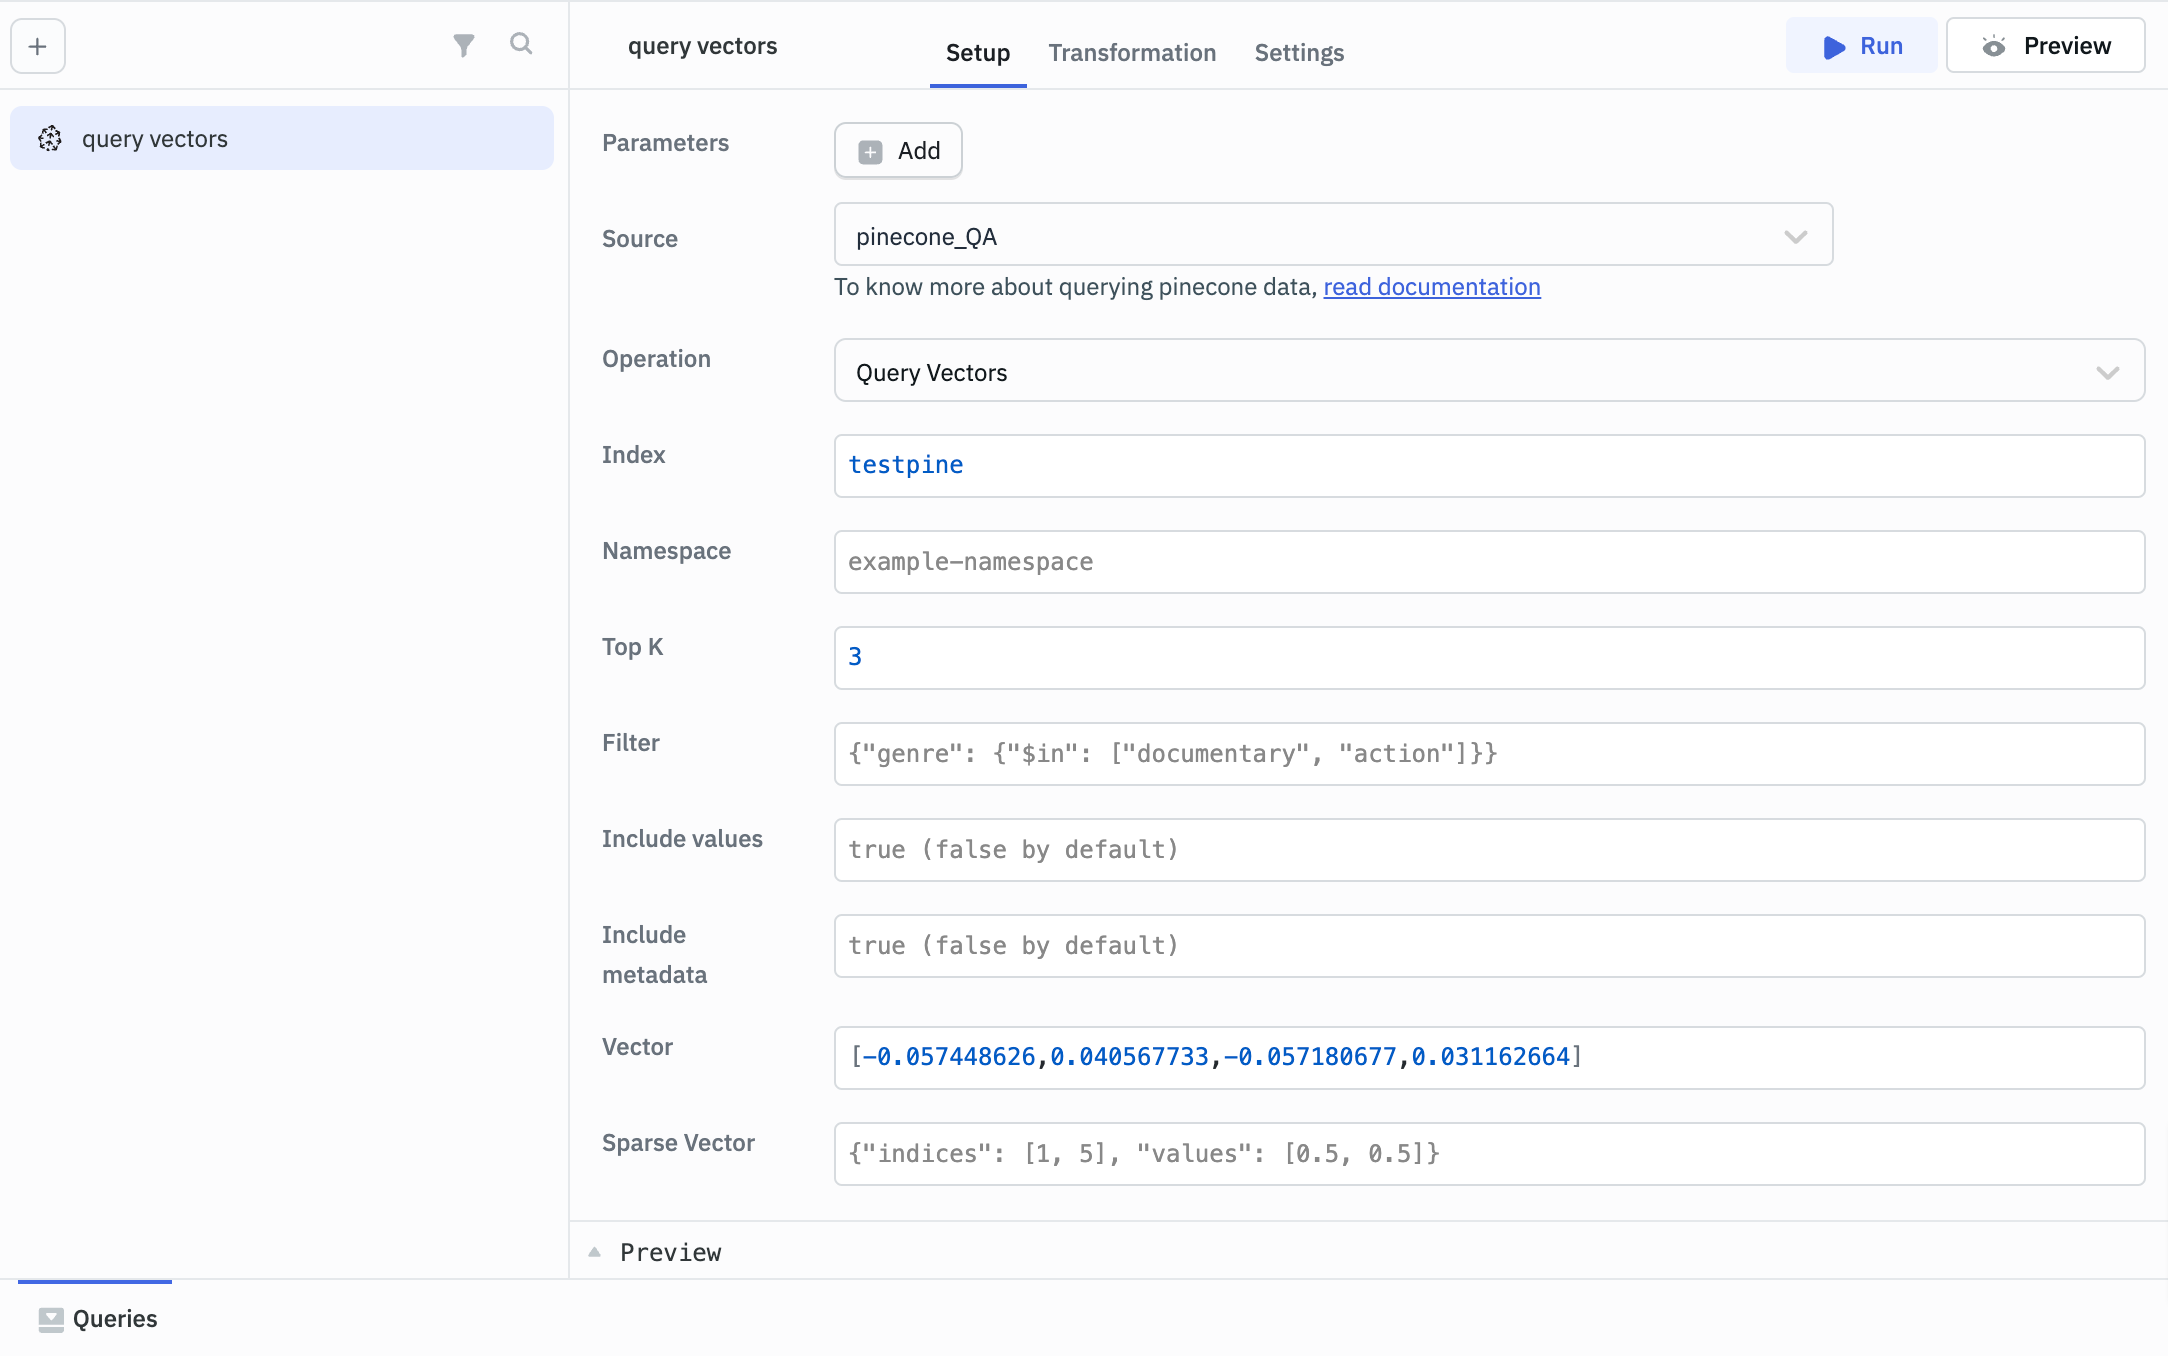 query vectors
Setup
Transformation
Settings
Run
Preview
query vectors
Parameters
Add
Source
pinecone_QA
To know more about querying pinecone data, read documentation
Operation
Query Vectors
Index
testpine
Namespace
example-namespace
Top K
3
Filter
{"genre": {"$in": ["documentary", "action"]}}
Include values
true (false by default)
Include
metadata
true (false by default)
Vector
[-0.057448626,0.040567733,-0.057180677,0.031162664]
Sparse Vector
{"indices": [1, 5], "values": [0.5, 0.5]}
Preview
Queries